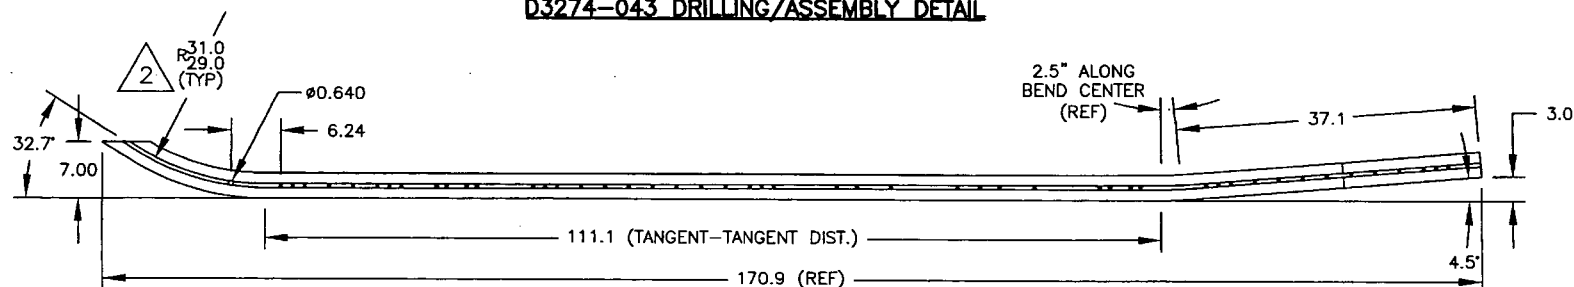 D3274-043 DRILLING/ASSEMBLY DETAIL
2
R31.0
29.0
(TYP)
Ø0.640
6.24
32.7°
7.00
2.5" ALONG
BEND CENTER
(REF)
37.1
3.0
111.1 (TANGENT-TANGENT DIST.)
4.5°
170.9 (REF)